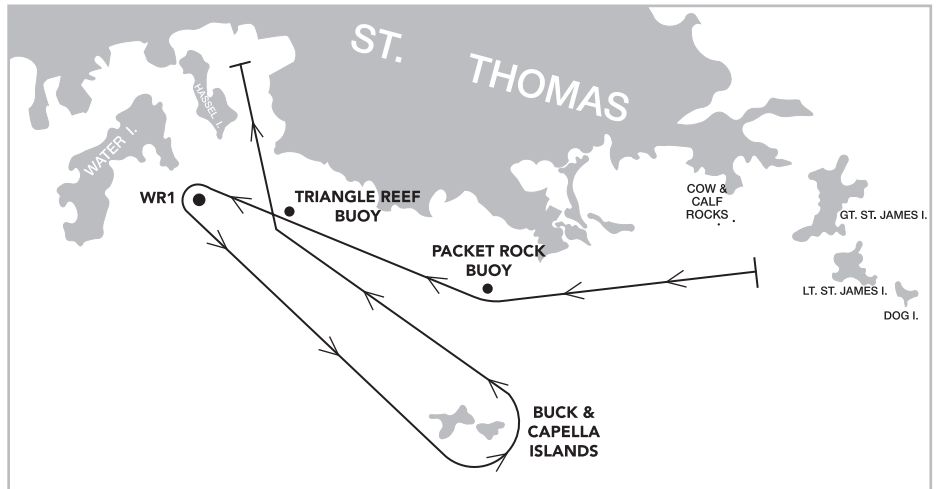 ST.
THOMAS
HASSEL I.
WATER I.
WR1
TRIANGLE REEF
BUOY
PACKET ROCK
BUOY
COW &
CALF
ROCKS
GT. ST. JAMES I.
LT. ST. JAMES I.
DOG I.
BUCK &
CAPELLA
ISLANDS